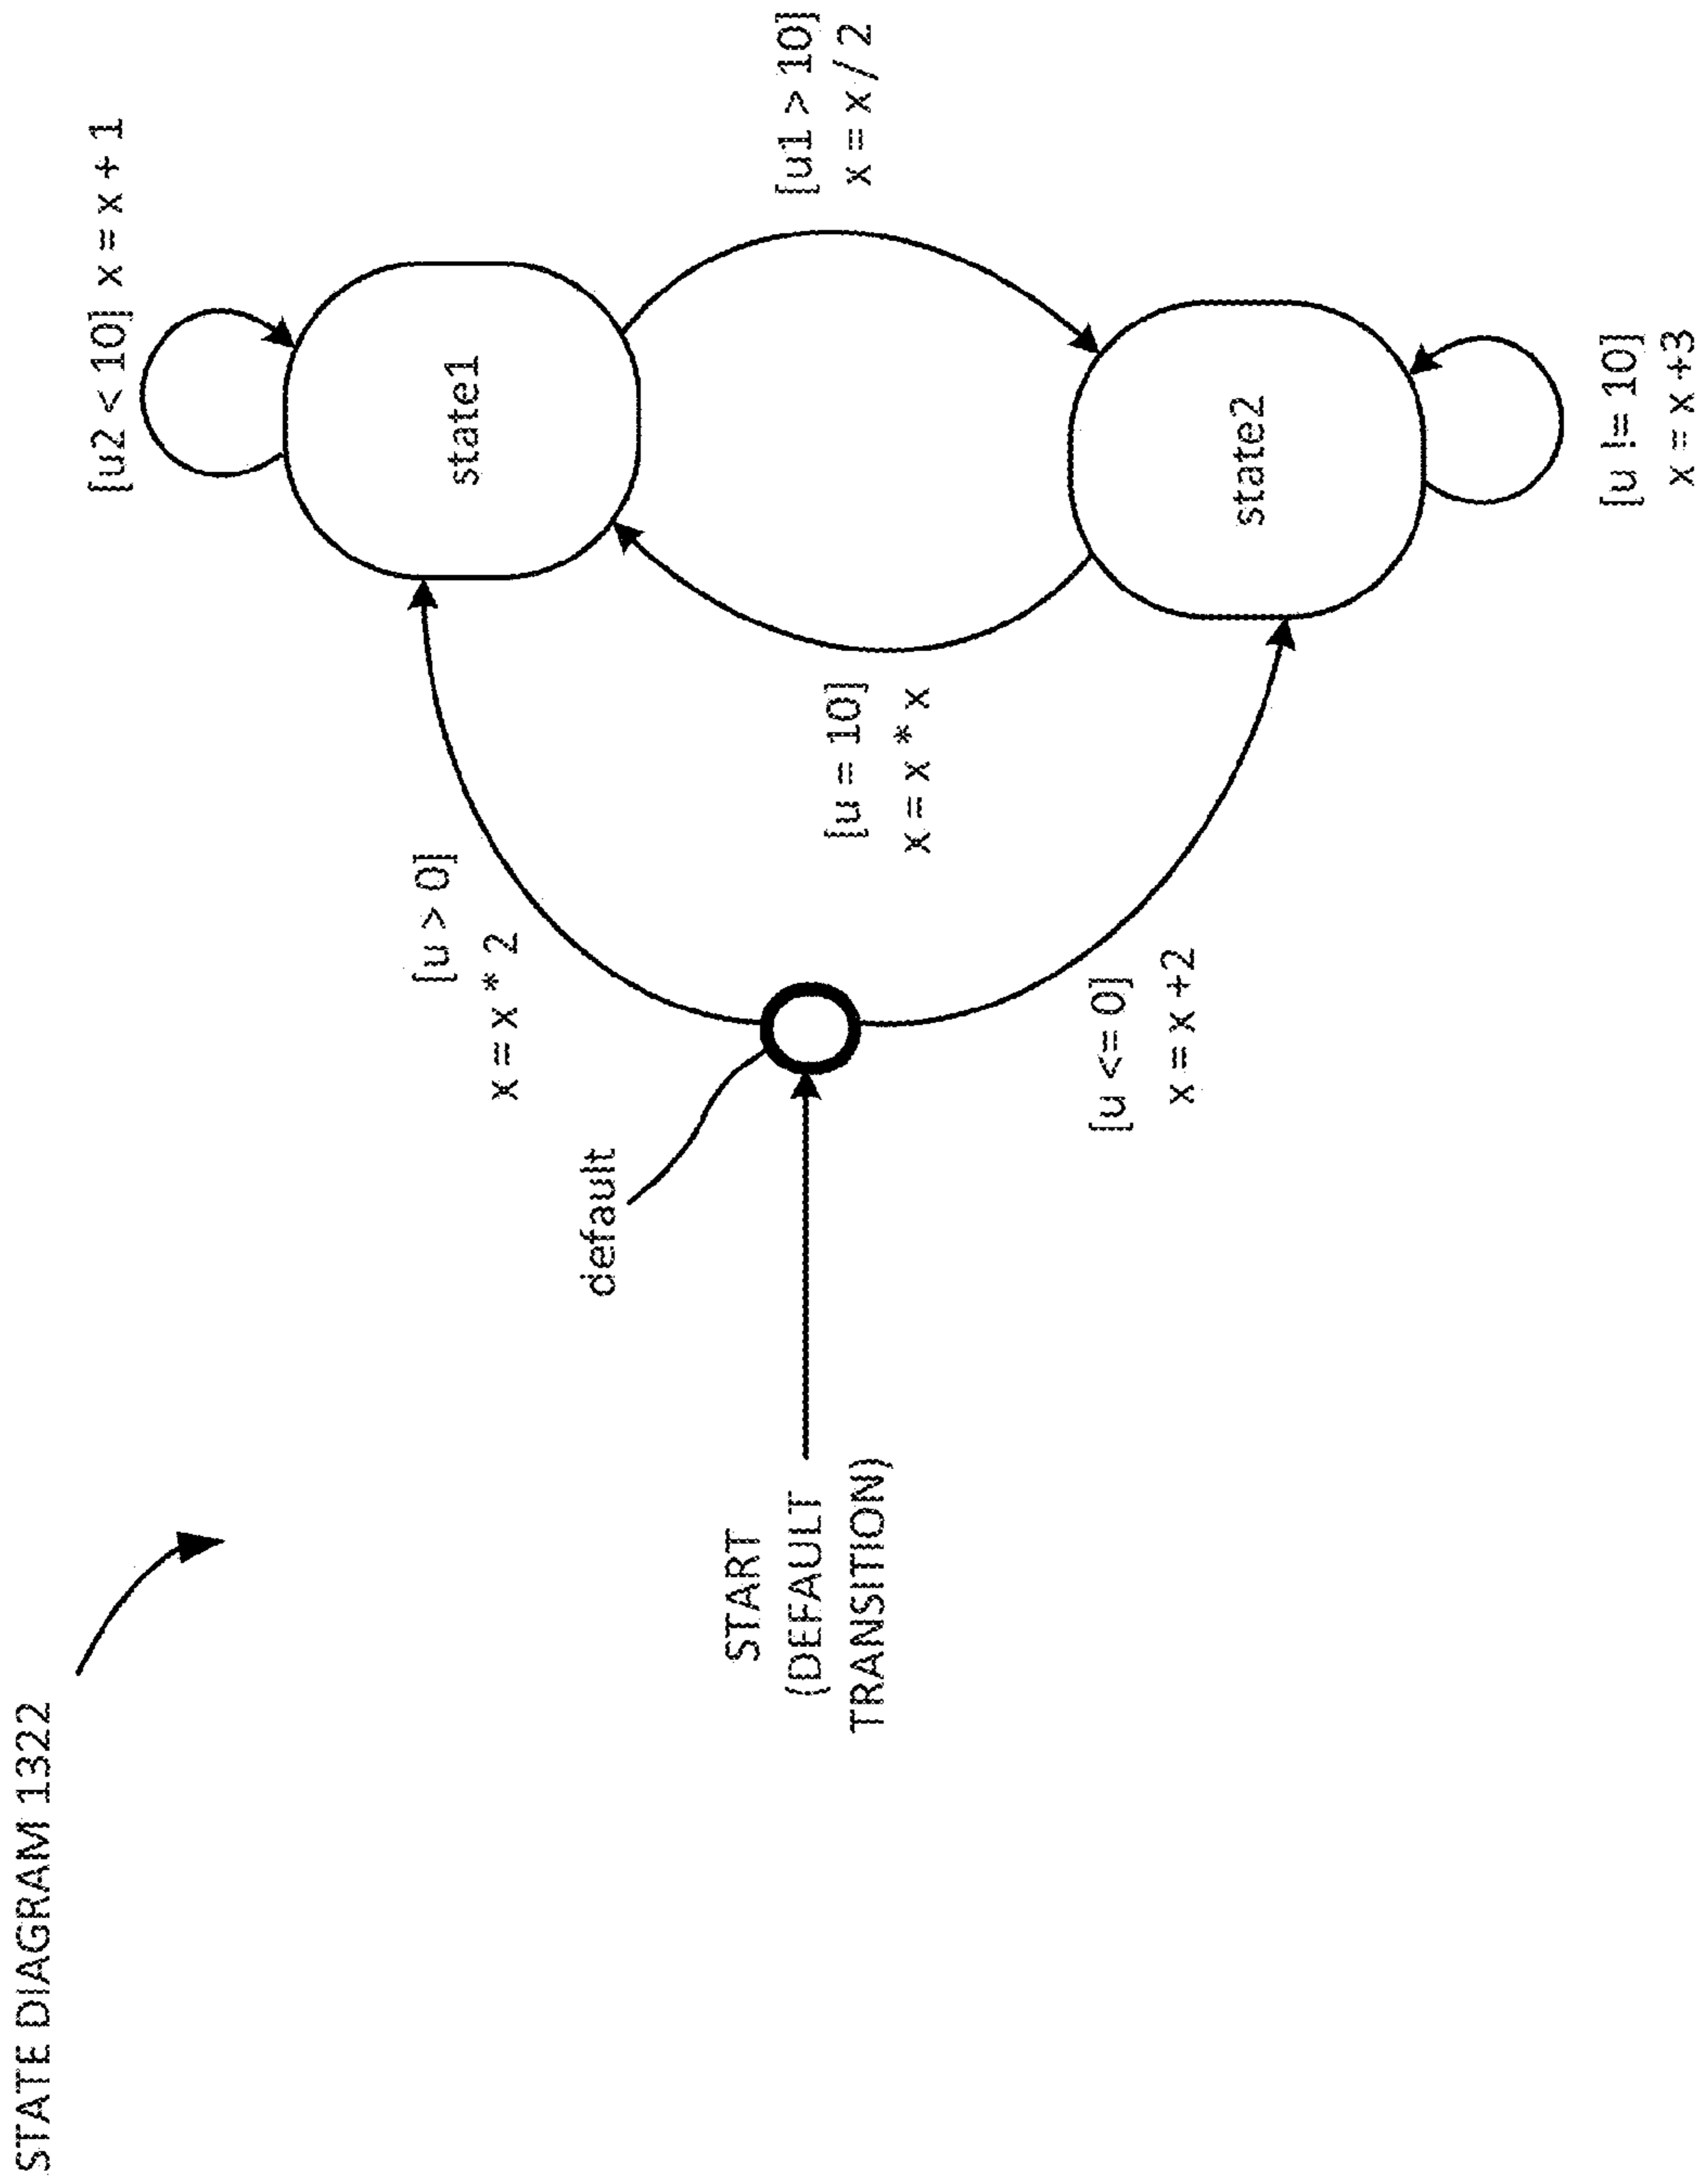 STATE DIAGRAM 1322
[u2 < 10] x = x + 1
state1
[u > 0]
x = x * 2
default
START
(DEFAULT
TRANSITION)
[u1 > 10]
x = x / 2
[u = 10]
x = x * x
[u <= 0]
x = x +2
state2
[u != 10]
x = x +3